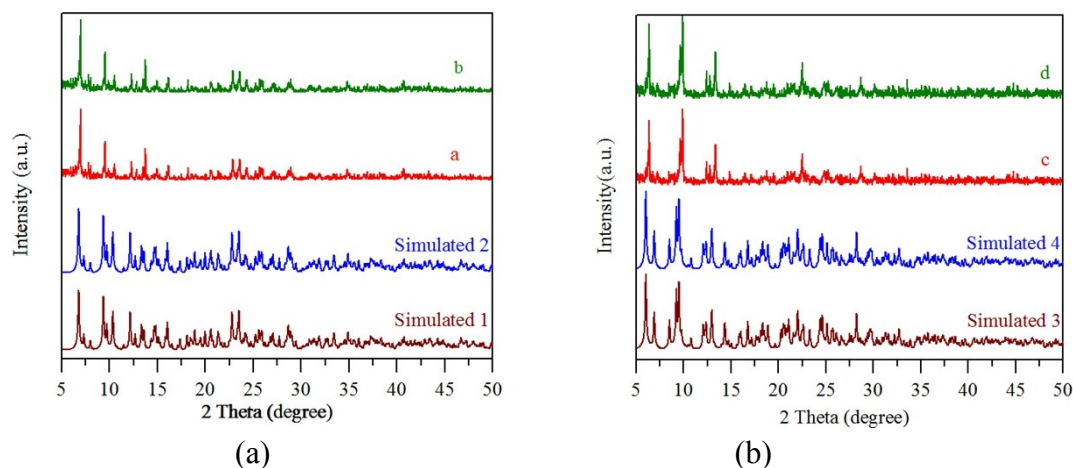 Intensity (a.u.)
b
a
Simulated 2
Simulated 1
5 10 15 20 25 30 35 40 45 50
2 Theta (degree)
(a)
Intensity(a.u.)
d
c
Simulated 4
Simulated 3
5 10 15 20 25 30 35 40 45 50
2 Theta (degree)
(b)